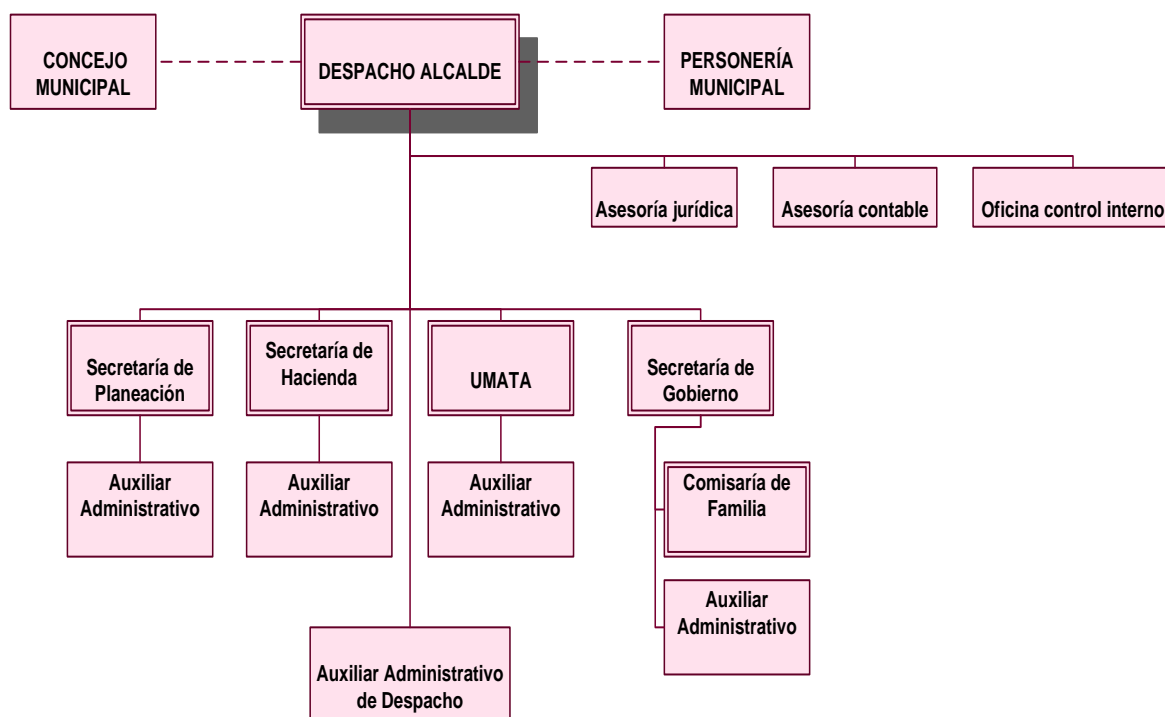 CONCEJO
MUNICIPAL
DESPACHO ALCALDE
PERSONERÍA
MUNICIPAL
Asesoría jurídica
Asesoría contable
Oficina control interno
Secretaría de
Planeación
Secretaría de
Hacienda
UMATA
Secretaría de
Gobierno
Auxiliar
Administrativo
Auxiliar
Administrativo
Auxiliar
Administrativo
Comisaría de
Familia
Auxiliar
Administrativo
Auxiliar Administrativo
de Despacho